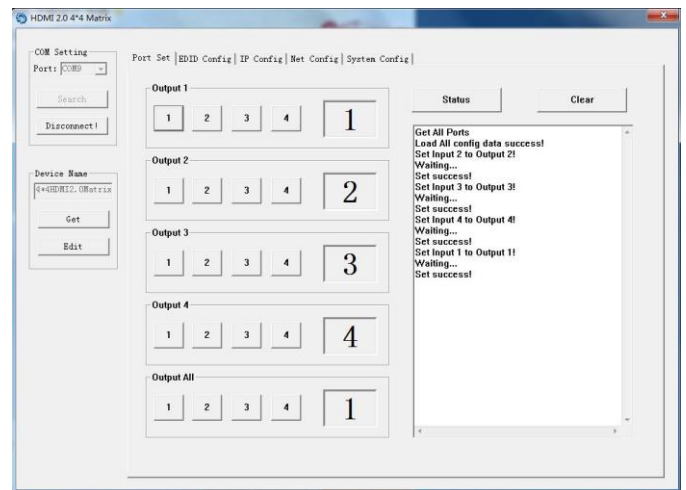 HDMI 2.0 4*4 Matrix
COM Setting
Port: COM9
Search
Disconnect!
Device Name
4*4HDMI2.0Matrix
Get
Edit
Port Set EDID Config IP Config Net Config System Config
Output 1
1 2 3 4 1
Output 2
1 2 3 4 2
Output 3
1 2 3 4 3
Output 4
1 2 3 4 4
Output All
1 2 3 4 1
Status Clear
Get All Ports
Load All config data success!
Set Input 2 to Output 2!
Waiting...
Set success!
Set Input 3 to Output 3!
Waiting...
Set success!
Set Input 4 to Output 4!
Waiting...
Set success!
Set Input 1 to Output 1!
Waiting...
Set success!